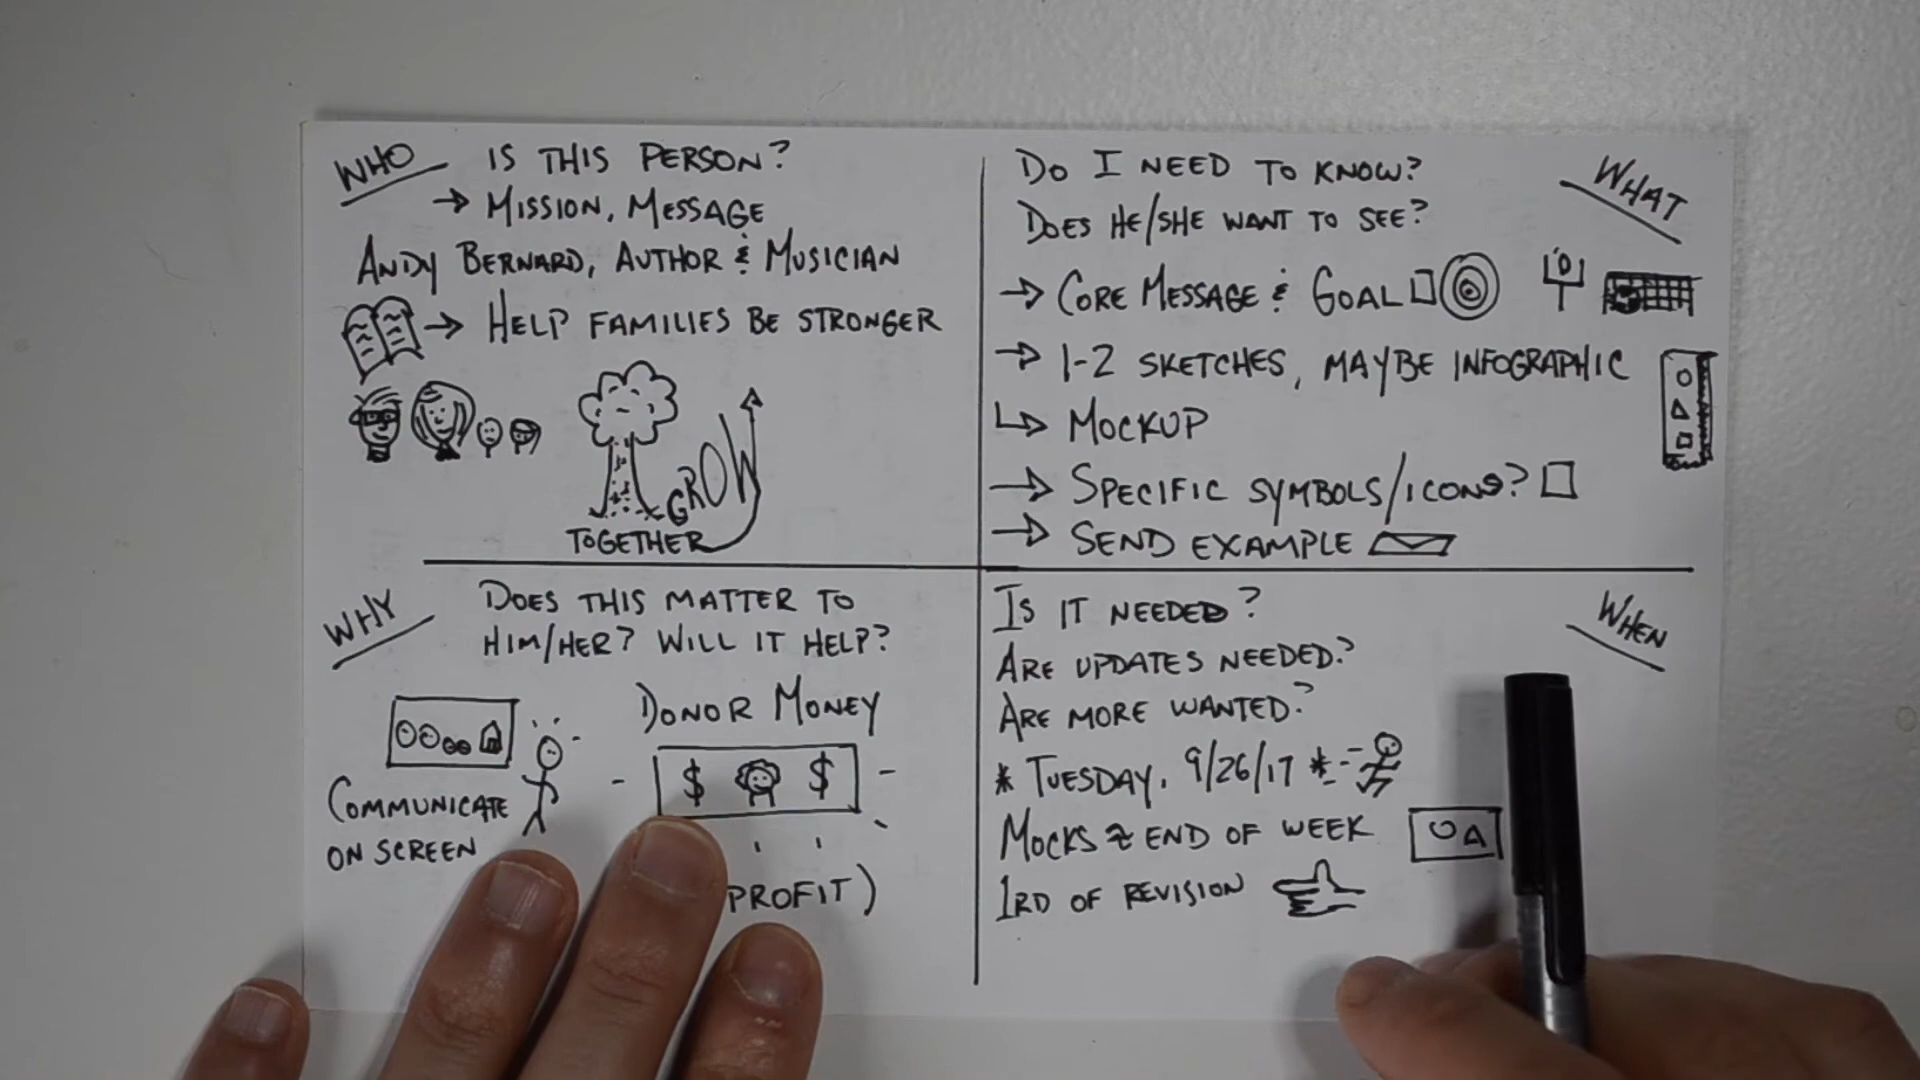 WHO IS THIS PERSON?
→ MISSION, MESSAGE
ANDY BERNARD, AUTHOR & MUSICIAN
→ HELP FAMILIES BE STRONGER
GROW
TOGETHER
WHAT
DO I NEED TO KNOW?
DOES HE/SHE WANT TO SEE?
→ CORE MESSAGE & GOAL
→ 1-2 SKETCHES, MAYBE INFOGRAPHIC
↳ MOCKUP
→ SPECIFIC SYMBOLS/ICONS?
→ SEND EXAMPLE
WHY DOES THIS MATTER TO
HIM/HER? WILL IT HELP?
DONOR MONEY
$ $
COMMUNICATE
ON SCREEN
PROFIT)
WHEN
IS IT NEEDED?
ARE UPDATES NEEDED?
ARE MORE WANTED?
* TUESDAY, 9/26/17 *
MOCKS ≈ END OF WEEK
1RD OF REVISION